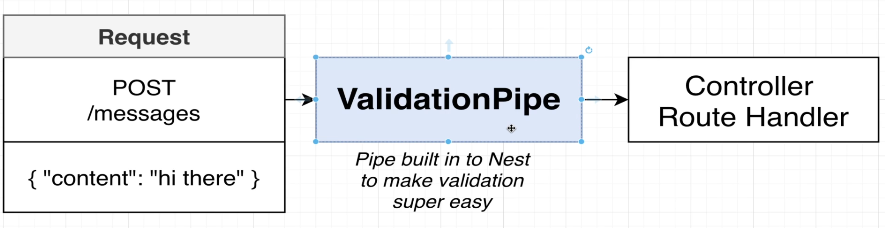 Request
POST
/messages
{ "content": "hi there" }
ValidationPipe
Pipe built in to Nest
to make validation
super easy
Controller
Route Handler